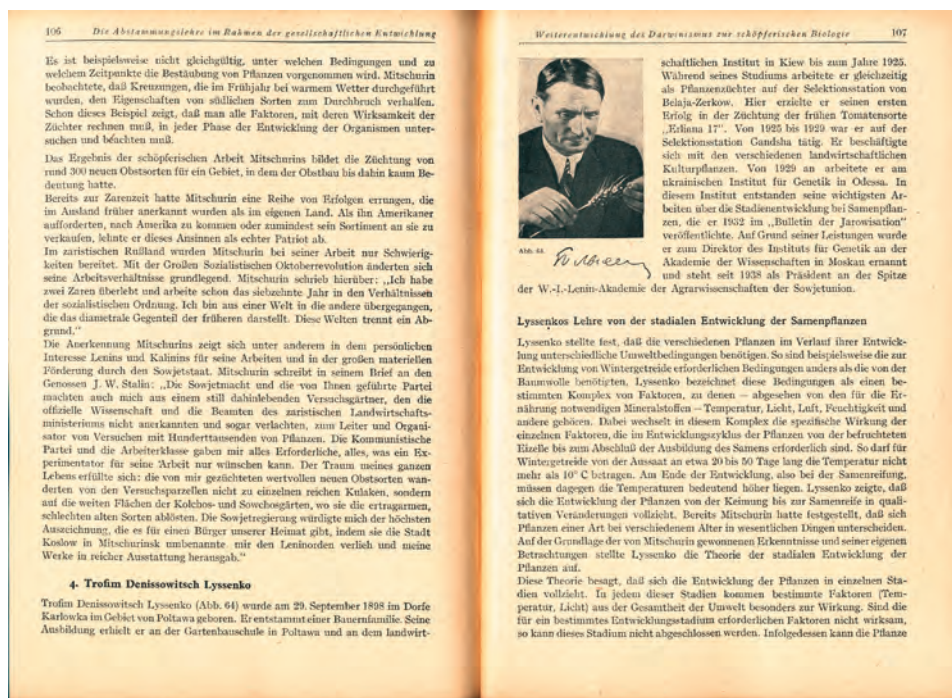 106 Die Abstammungslehre im Rahmen der gesellschaftlichen Entwicklung
Es ist beispielsweise nicht gleichgültig, unter welchen Bedingungen und zu
welchem Zeitpunkte die Bestäubung von Pflanzen vorgenommen wird. Mitschurin
beobachtete, daß Kreuzungen, die im Frühjahr bei warmem Wetter durchgeführt
wurden, den Eigenschaften von südlichen Sorten zum Durchbruch verhalfen.
Schon dieses Beispiel zeigt, daß man alle Faktoren, mit deren Wirksamkeit der
Züchter rechnen muß, in jeder Phase der Entwicklung der Organismen unter-
suchen und beachten muß.
Das Ergebnis der schöpferischen Arbeit Mitschurins bildet die Züchtung von
rund 300 neuen Obstsorten für ein Gebiet, in dem der Obstbau bis dahin kaum Be-
deutung hatte.
Bereits zur Zarenzeit hatte Mitschurin eine Reihe von Erfolgen errungen, die
im Ausland früher anerkannt wurden als im eigenen Land. Als ihn Amerikaner
aufforderten, nach Amerika zu kommen oder zumindest sein Sortiment an sie zu
verkaufen, lehnte er dieses Ansinnen als echter Patriot ab.
Im zaristischen Rußland wurden Mitschurin bei seiner Arbeit nur Schwierig-
keiten bereitet. Mit der Großen Sozialistischen Oktoberrevolution änderten sich
seine Arbeitsverhältnisse grundlegend. Mitschurin schrieb hierüber: „Ich habe
zwei Zaren überlebt und arbeite schon das siebzehnte Jahr in den Verhältnissen
der sozialistischen Ordnung. Ich bin aus einer Welt in die andere übergegangen,
die das diametrale Gegenteil der früheren darstellt. Diese Welten trennt ein Ab-
grund.“
Die Anerkennung Mitschurins zeigt sich unter anderem in dem persönlichen
Interesse Lenins und Kalinins für seine Arbeiten und in der großen materiellen
Förderung durch den Sowjetstaat. Mitschurin schreibt in seinem Brief an den
Genossen J. W. Stalin: „Die Sowjetmacht und die von Ihnen geführte Partei
machten auch mich aus einem still dahinlebenden Versuchsgärtner, den die
offizielle Wissenschaft und die Beamten des zaristischen Landwirtschafts-
ministeriums nicht anerkannten und sogar verlachten, zum Leiter und Organi-
sator von Versuchen mit Hunderttausenden von Pflanzen. Die Kommunistische
Partei und die Arbeiterklasse gaben mir alles Erforderliche, alles, was ein Ex-
perimentator für seine Arbeit nur wünschen kann. Der Traum meines ganzen
Lebens erfüllte sich: die von mir gezüchteten wertvollen neuen Obstsorten wan-
derten von den Versuchsparzellen nicht zu einzelnen reichen Kulaken, sondern
auf die weiten Flächen der Kolchos- und Sowchosgärten, wo sie die ertragarmen,
schlechten alten Sorten ablösten. Die Sowjetregierung würdigte mich der höchsten
Auszeichnung, die es für einen Bürger unserer Heimat gibt, indem sie die Stadt
Koslow in Mitschurinsk umbenannte, mir den Leninorden verlieh und meine
Werke in reicher Ausstattung herausgab.“
4. Trofim Denissowitsch Lyssenko
Trofim Denissowitsch Lyssenko (Abb. 64) wurde am 29. September 1898 im Dorfe
Karlowka im Gebiet von Poltawa geboren. Er entstammt einer Bauernfamilie. Seine
Ausbildung erhielt er an der Gartenbauschule in Poltawa und an dem landwirt-
Weiterentwicklung des Darwinismus zur schöpferischen Biologie 107
schaftlichen Institut in Kiew bis zum Jahre 1925.
Während seines Studiums arbeitete er gleichzeitig
als Pflanzenzüchter auf der Selektionsstation von
Belaja-Zerkow. Hier erzielte er seinen ersten
Erfolg in der Züchtung der frühen Tomatensorte
„Erliana 17“. Von 1925 bis 1929 war er auf der
Selektionsstation Gandsha tätig. Er beschäftigte
sich mit den verschiedenen landwirtschaftlichen
Kulturpflanzen. Von 1929 an arbeitete er am
ukrainischen Institut für Genetik in Odessa. In
diesem Institut entstanden seine wichtigsten Ar-
beiten über die Stadienentwicklung bei Samenpflan-
zen, die er 1932 im „Bulletin der Jarowisation“
veröffentlichte. Auf Grund seiner Leistungen wurde
er zum Direktor des Instituts für Genetik an der
Akademie der Wissenschaften in Moskau ernannt
und steht seit 1938 als Präsident an der Spitze
Abb. 64.
der W.-I.-Lenin-Akademie der Agrarwissenschaften der Sowjetunion.
Lyssenkos Lehre von der stadialen Entwicklung der Samenpflanzen
Lyssenko stellte fest, daß die verschiedenen Pflanzen im Verlauf ihrer Entwick-
lung unterschiedliche Umweltbedingungen benötigen. So sind beispielsweise die zur
Entwicklung von Wintergetreide erforderlichen Bedingungen anders als die von der
Baumwolle benötigten, Lyssenko bezeichnet diese Bedingungen als einen be-
stimmten Komplex von Faktoren, zu denen – abgesehen von den für die Er-
nährung notwendigen Mineralstoffen – Temperatur, Licht, Luft, Feuchtigkeit und
andere gehören. Dabei wechselt in diesem Komplex die spezifische Wirkung der
einzelnen Faktoren, die im Entwicklungszyklus der Pflanzen von der befruchteten
Eizelle bis zum Abschluß der Ausbildung des Samens erforderlich sind. So darf für
Wintergetreide von der Aussaat an etwa 20 bis 50 Tage lang die Temperatur nicht
mehr als 10° C betragen. Am Ende der Entwicklung, also bei der Samenreifung,
müssen dagegen die Temperaturen bedeutend höher liegen. Lyssenko zeigte, daß
sich die Entwicklung der Pflanzen von der Keimung bis zur Samenreife in quali-
tativen Veränderungen vollzieht. Bereits Mitschurin hatte festgestellt, daß sich
Pflanzen einer Art bei verschiedenem Alter in wesentlichen Dingen unterscheiden.
Auf der Grundlage der von Mitschurin gewonnenen Erkenntnisse und seiner eigenen
Betrachtungen stellte Lyssenko die Theorie der stadialen Entwicklung der
Pflanzen auf.
Diese Theorie besagt, daß sich die Entwicklung der Pflanzen in einzelnen Sta-
dien vollzieht. In jedem dieser Stadien kommen bestimmte Faktoren (Tem-
peratur, Licht) aus der Gesamtheit der Umwelt besonders zur Wirkung. Sind die
für ein bestimmtes Entwicklungsstadium erforderlichen Faktoren nicht wirksam,
so kann dieses Stadium nicht abgeschlossen werden. Infolgedessen kann die Pflanze